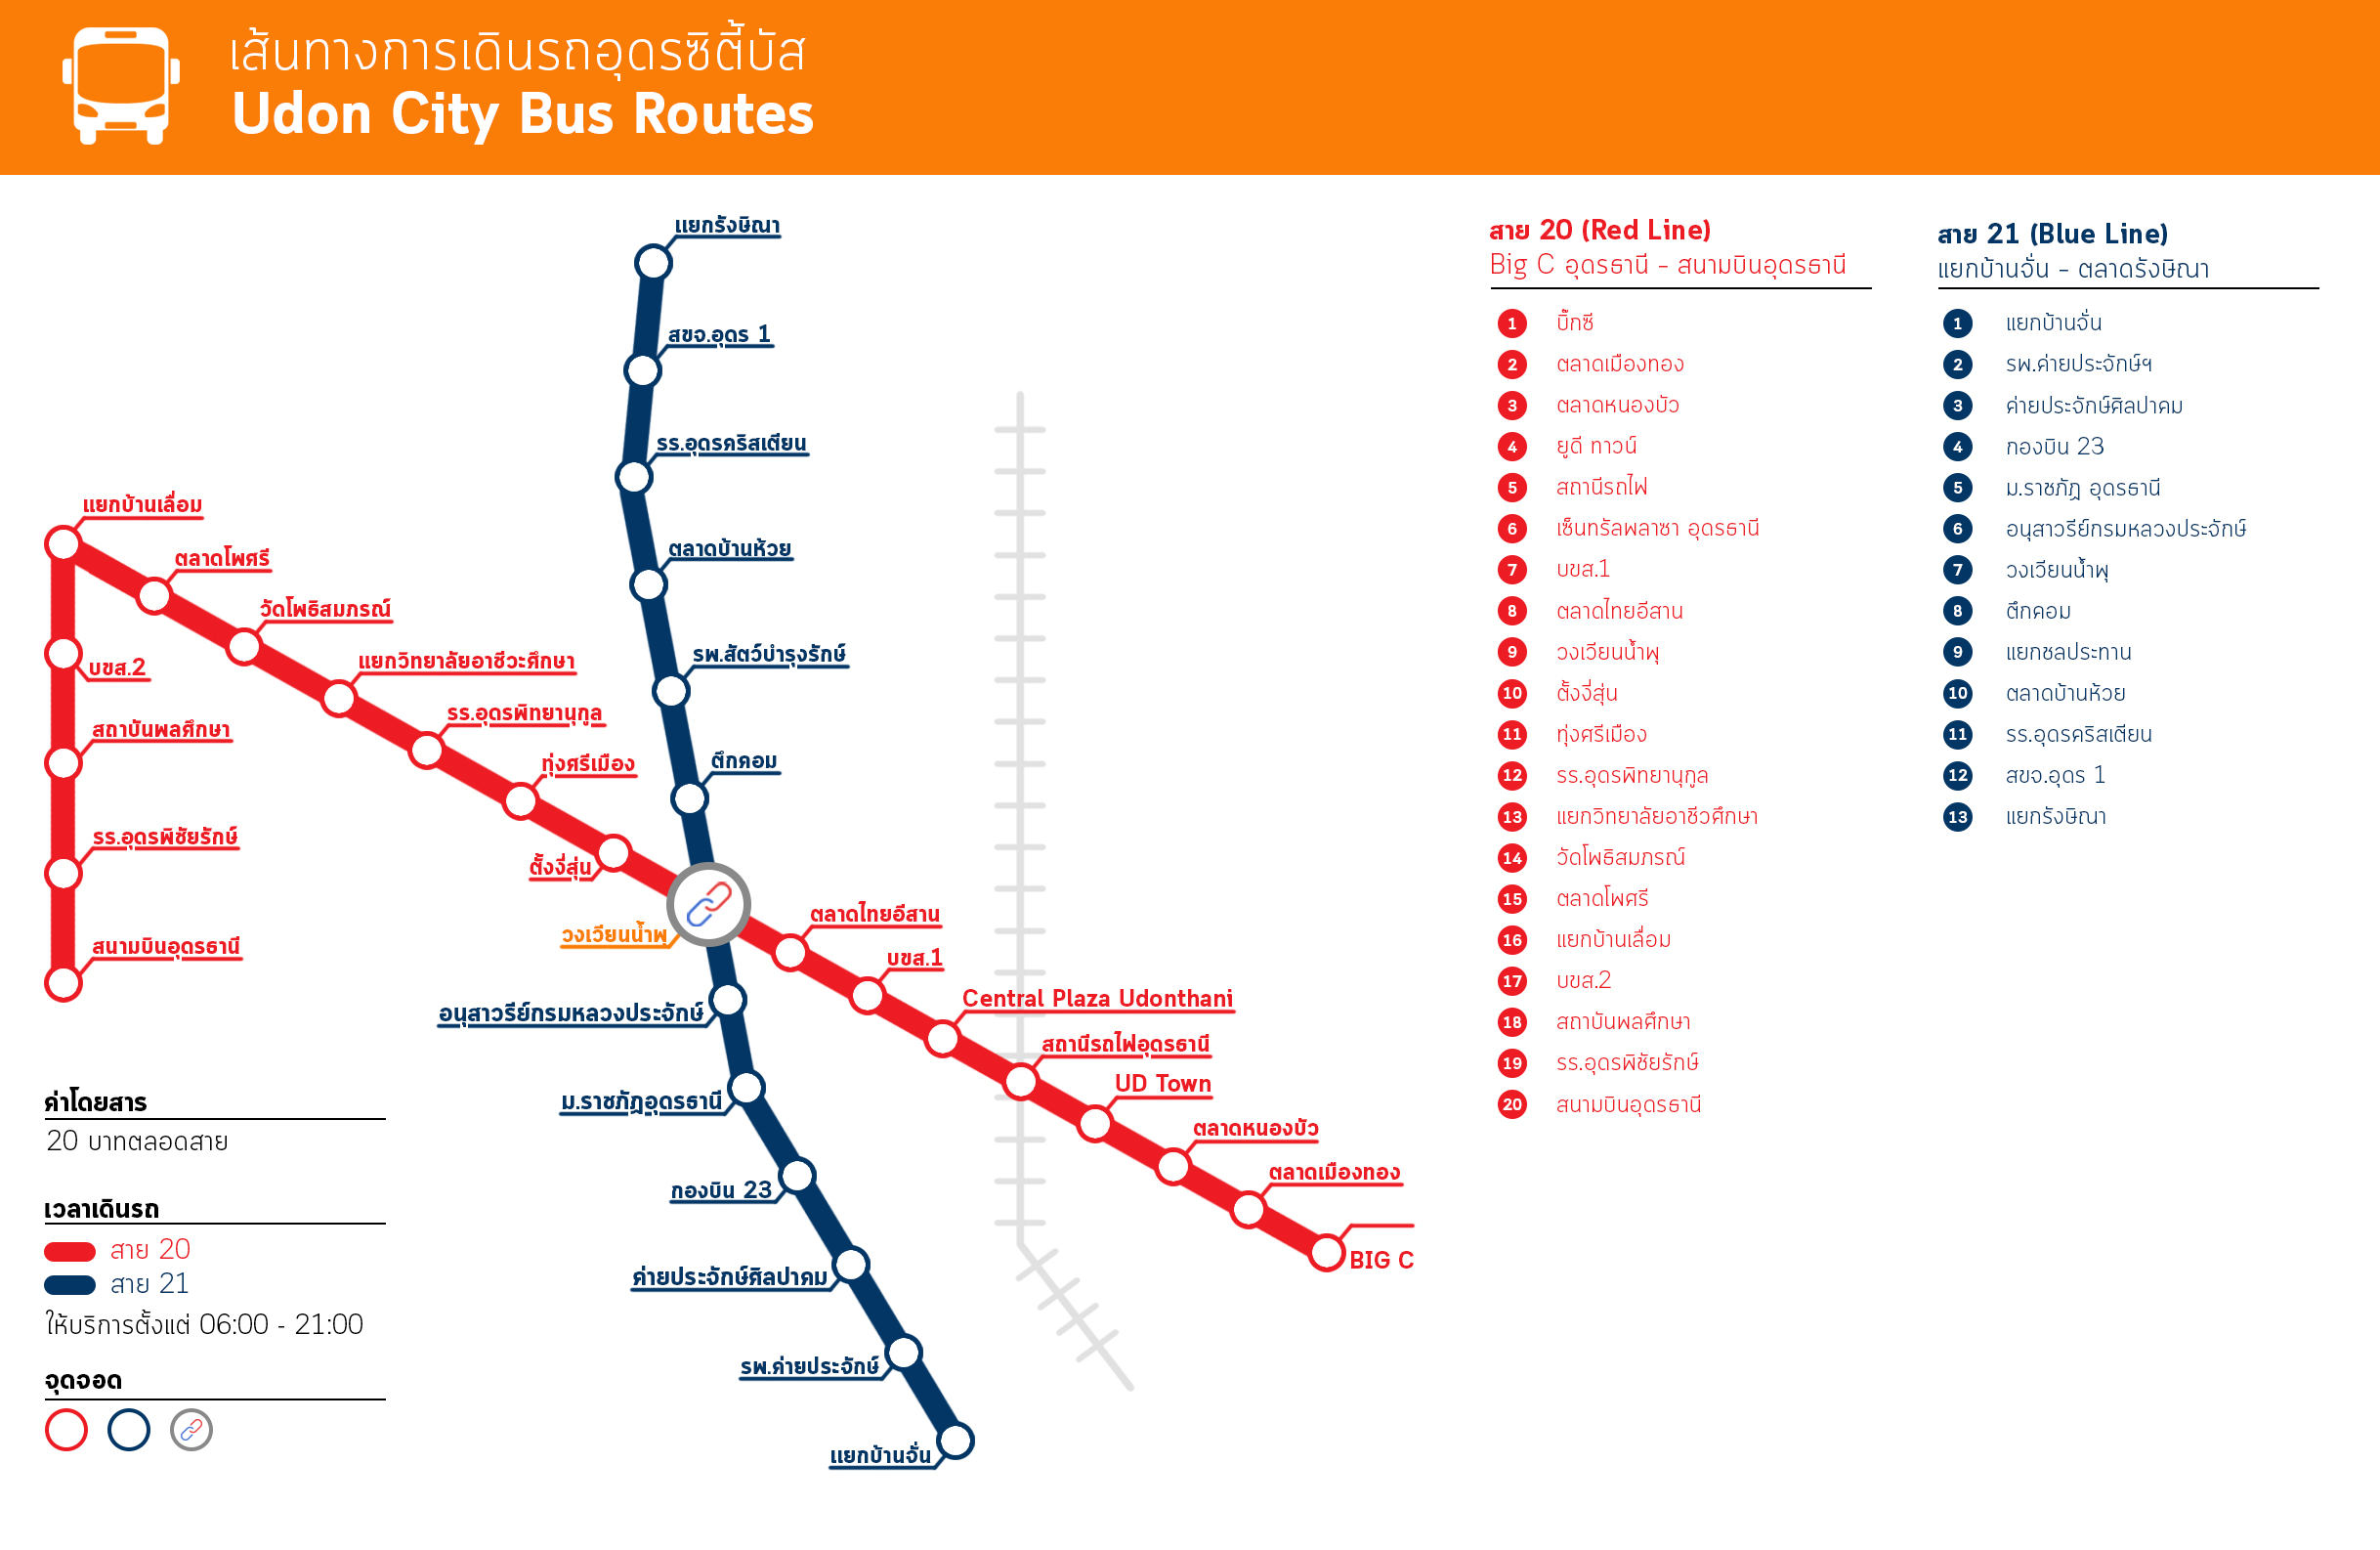 เส้นทางการเดินรถอุดรซิตี้บัส
Udon City Bus Routes
แยกรังษิณา
สขจ.อุดร 1
รร.อุดรคริสเตียน
ตลาดบ้านห้วย
รพ.สัตว์บำรุงรักษ์
ตึกคอม
แยกบ้านเลื่อม
ตลาดโพศรี
วัดโพธิสมภรณ์
แยกวิทยาลัยอาชีวะศึกษา
รร.อุดรพิทยานุกูล
ทุ่งศรีเมือง
ตั้งงี่สุ่น
วงเวียนน้ำพุ
บขส.2
สถาบันพลศึกษา
รร.อุดรพิชัยรักษ์
สนามบินอุดรธานี
ตลาดไทยอีสาน
บขส.1
Central Plaza Udonthani
สถานีรถไฟอุดรธานี
UD Town
ตลาดหนองบัว
ตลาดเมืองทอง
BIG C
อนุสาวรีย์กรมหลวงประจักษ์
ม.ราชภัฏอุดรธานี
กองบิน 23
ค่ายประจักษ์ศิลปาคม
รพ.ค่ายประจักษ์
แยกบ้านจั่น
ค่าโดยสาร
20 บาทตลอดสาย
เวลาเดินรถ
สาย 20
สาย 21
ให้บริการตั้งแต่ 06:00 - 21:00
จุดจอด
สาย 20 (Red Line)
Big C อุดรธานี - สนามบินอุดรธานี
1 บิ๊กซี
2 ตลาดเมืองทอง
3 ตลาดหนองบัว
4 ยูดี ทาวน์
5 สถานีรถไฟ
6 เซ็นทรัลพลาซา อุดรธานี
7 บขส.1
8 ตลาดไทยอีสาน
9 วงเวียนน้ำพุ
10 ตั้งงี่สุ่น
11 ทุ่งศรีเมือง
12 รร.อุดรพิทยานุกูล
13 แยกวิทยาลัยอาชีวศึกษา
14 วัดโพธิสมภรณ์
15 ตลาดโพศรี
16 แยกบ้านเลื่อม
17 บขส.2
18 สถาบันพลศึกษา
19 รร.อุดรพิชัยรักษ์
20 สนามบินอุดรธานี
สาย 21 (Blue Line)
แยกบ้านจั่น - ตลาดรังษิณา
1 แยกบ้านจั่น
2 รพ.ค่ายประจักษ์ฯ
3 ค่ายประจักษ์ศิลปาคม
4 กองบิน 23
5 ม.ราชภัฏ อุดรธานี
6 อนุสาวรีย์กรมหลวงประจักษ์
7 วงเวียนน้ำพุ
8 ตึกคอม
9 แยกชลประทาน
10 ตลาดบ้านห้วย
11 รร.อุดรคริสเตียน
12 สขจ.อุดร 1
13 แยกรังษิณา